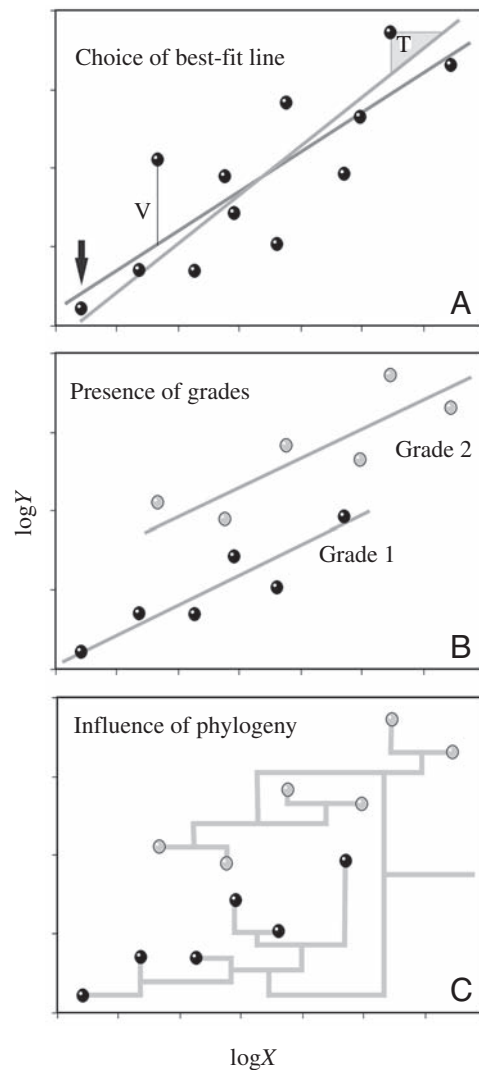 Choice of best-fit line
T
V
A
Presence of grades
Grade 2
Grade 1
B
logY
Influence of phylogeny
C
logX